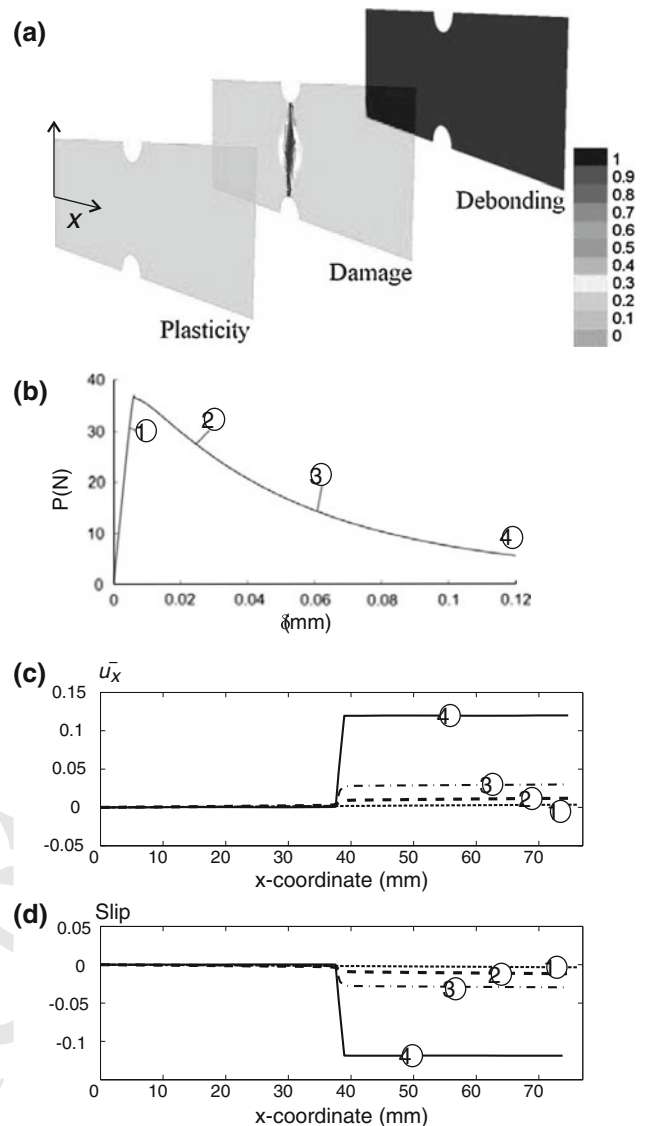 (a)
X
Plasticity
Damage
Debonding
1
0.9
0.8
0.7
0.6
0.5
0.4
0.3
0.2
0.1
0
(b)
P(N)
40
30
20
10
0
1
2
3
4
0 0.02 0.04 0.06 0.08 0.1 0.12
δ(mm)
(c)
u̅x
0.15
0.1
0.05
0
-0.05
4
3
2
1
0 10 20 30 40 50 60 70
x-coordinate (mm)
(d)
Slip
0.05
0
-0.05
-0.1
1
2
3
4
0 10 20 30 40 50 60 70
x-coordinate (mm)